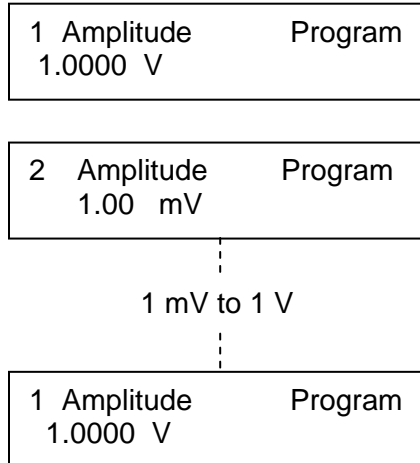 1 Amplitude Program
1.0000 V
2 Amplitude Program
1.00 mV
1 mV to 1 V
1 Amplitude Program
1.0000 V